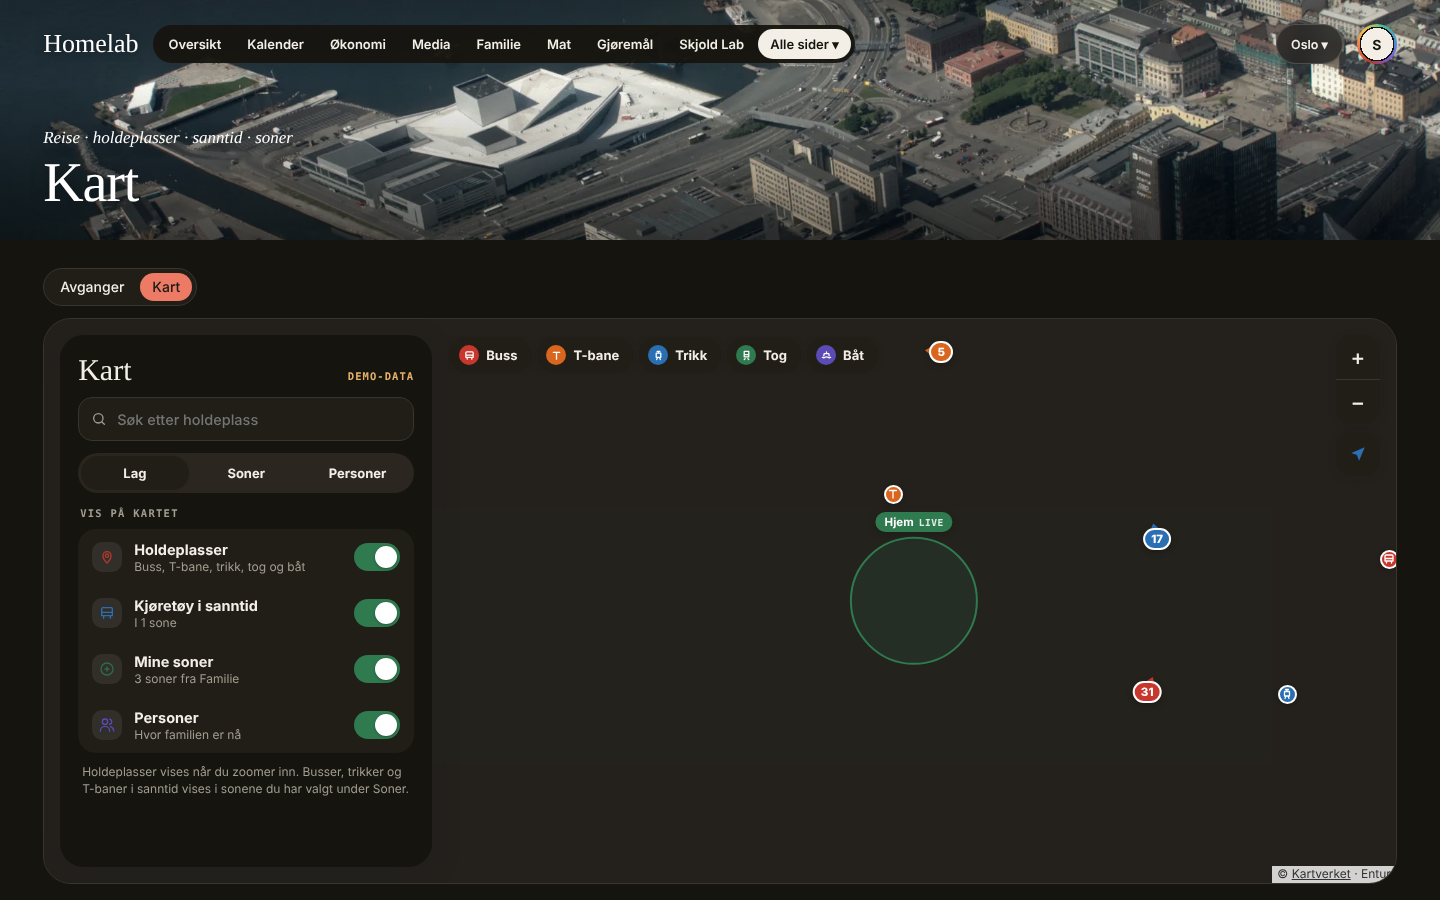 Homelab
Oversikt Kalender Økonomi Media Familie Mat Gjøremål Skjold Lab Alle sider ▾
Oslo ▾
S
Reise · holdeplasser · sanntid · soner
Kart
Avganger Kart
Kart
DEMO-DATA
Søk etter holdeplass
Lag Soner Personer
VIS PÅ KARTET
Holdeplasser
Buss, T-bane, trikk, tog og båt
Kjøretøy i sanntid
I 1 sone
Mine soner
3 soner fra Familie
Personer
Hvor familien er nå
Holdeplasser vises når du zoomer inn. Busser, trikker og
T-baner i sanntid vises i sonene du har valgt under Soner.
Buss T-bane Trikk Tog Båt
5
+
−
T
Hjem LIVE
17
31
© Kartverket · Entur